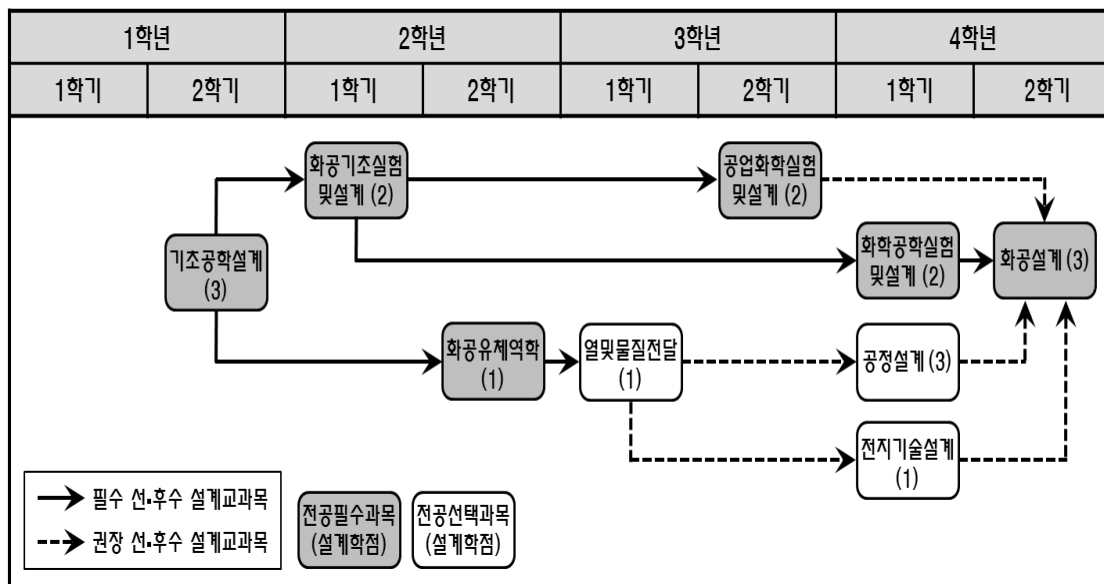 1학년 2학년 3학년 4학년
1학기 2학기 1학기 2학기 1학기 2학기 1학기 2학기
화공기초실험
및설계 (2)
공업화학실험
및설계 (2)
기초공학설계
(3)
화학공학실험
및설계 (2)
화공설계 (3)
화공유체역학
(1)
열및물질전달
(1)
공정설계 (3)
전지기술설계
(1)
필수 선·후수 설계교과목
권장 선·후수 설계교과목
전공필수과목
(설계학점)
전공선택과목
(설계학점)